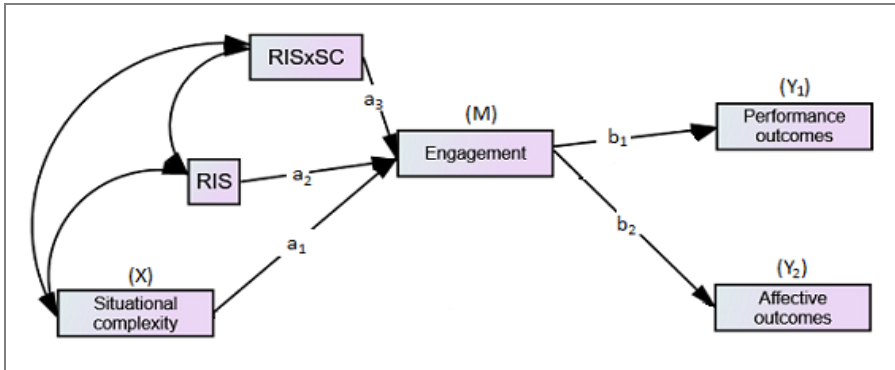 RISxSC
a3
(M)
Engagement
(Y1)
Performance
outcomes
b1
RIS
a2
a1
b2
(X)
Situational
complexity
(Y2)
Affective
outcomes